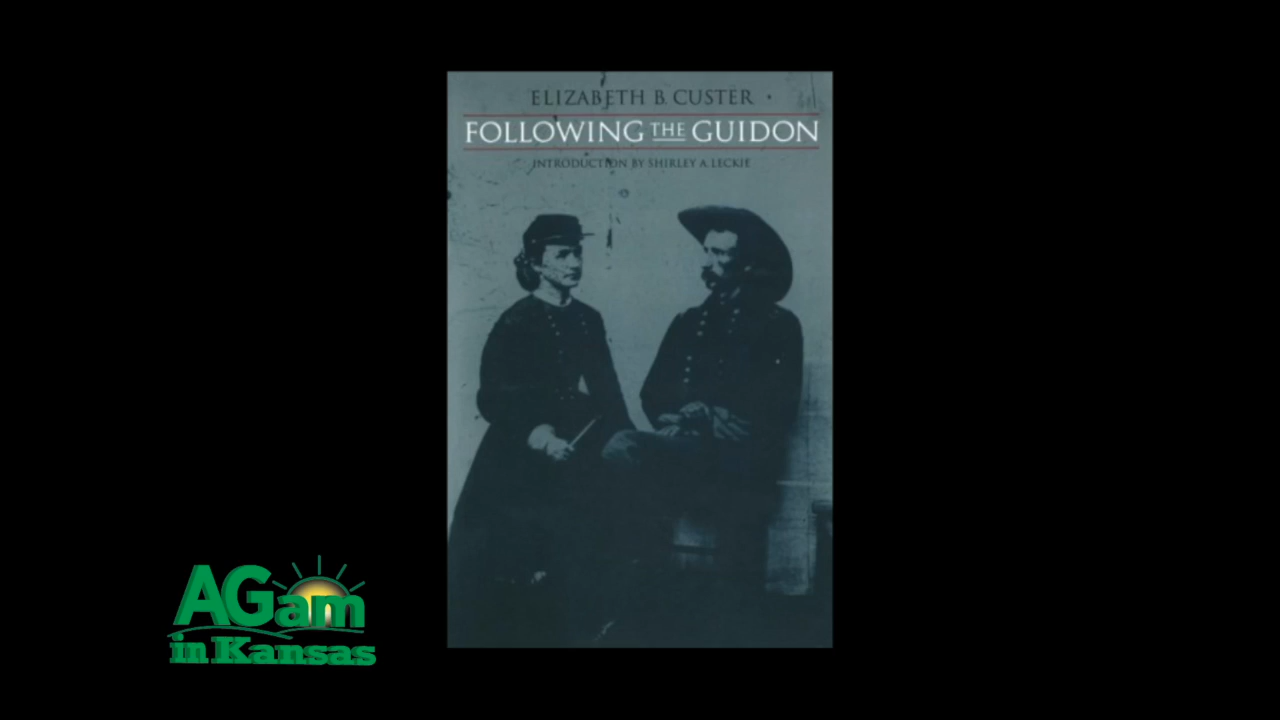 ELIZABETH B. CUSTER
FOLLOWING THE GUIDON
INTRODUCTION BY SHIRLEY A. LECKIE
AGam
in Kansas